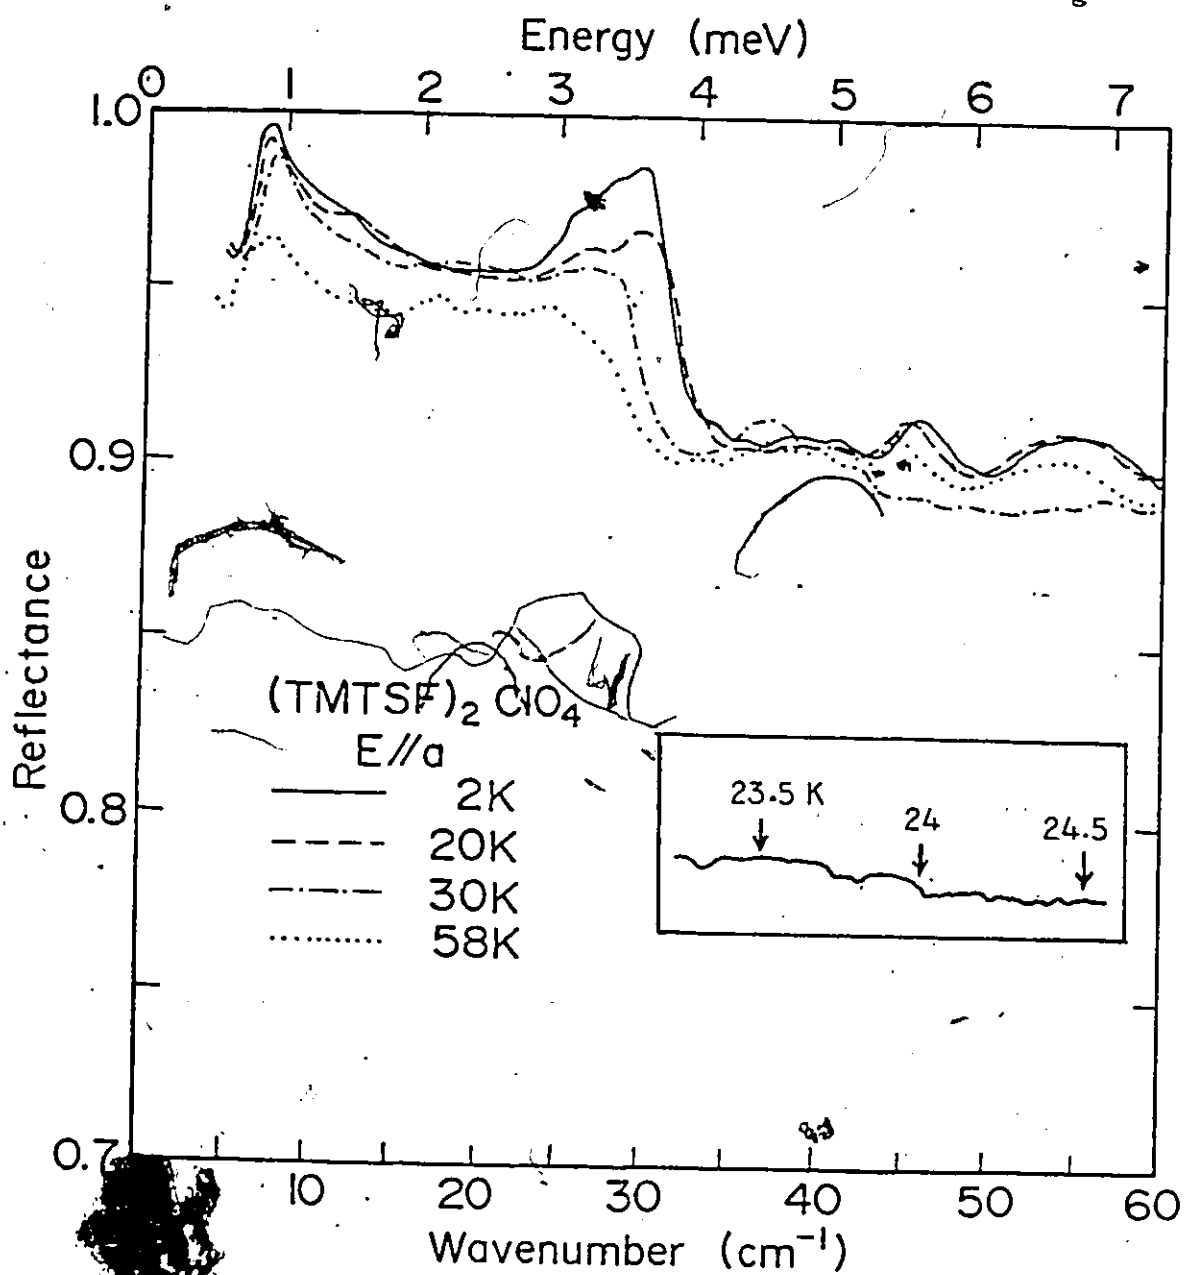 Energy (meV)
0 1 2 3 4 5 6 7
1.0
0.9
0.8
0.7
Reflectance
(TMTSF)₂ ClO₄
E//a
2K
20K
30K
58K
23.5 K 24 24.5
10 20 30 40 50 60
Wavenumber (cm⁻¹)